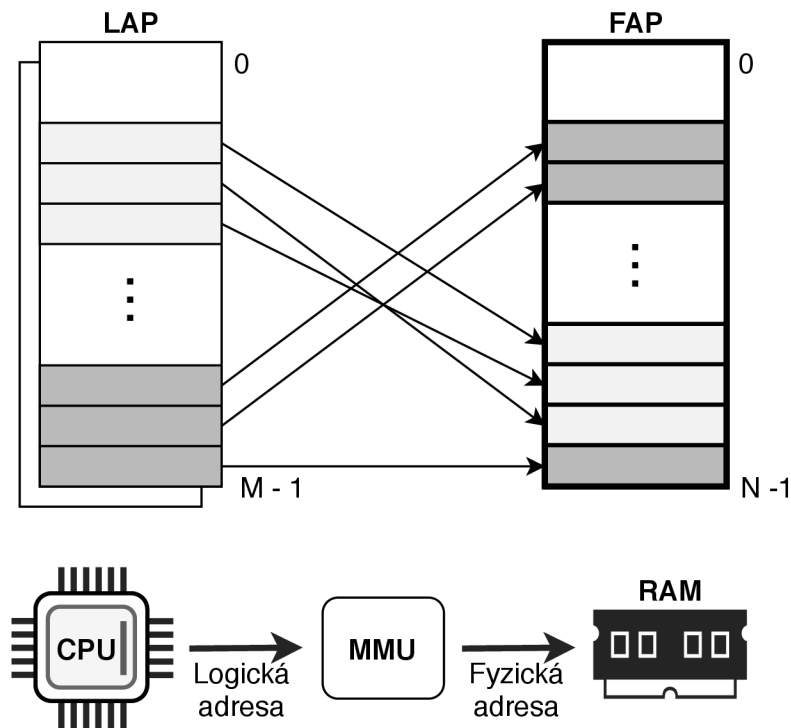 LAP
FAP
0
0
M - 1
N -1
RAM
CPU
MMU
Logická
adresa
Fyzická
adresa